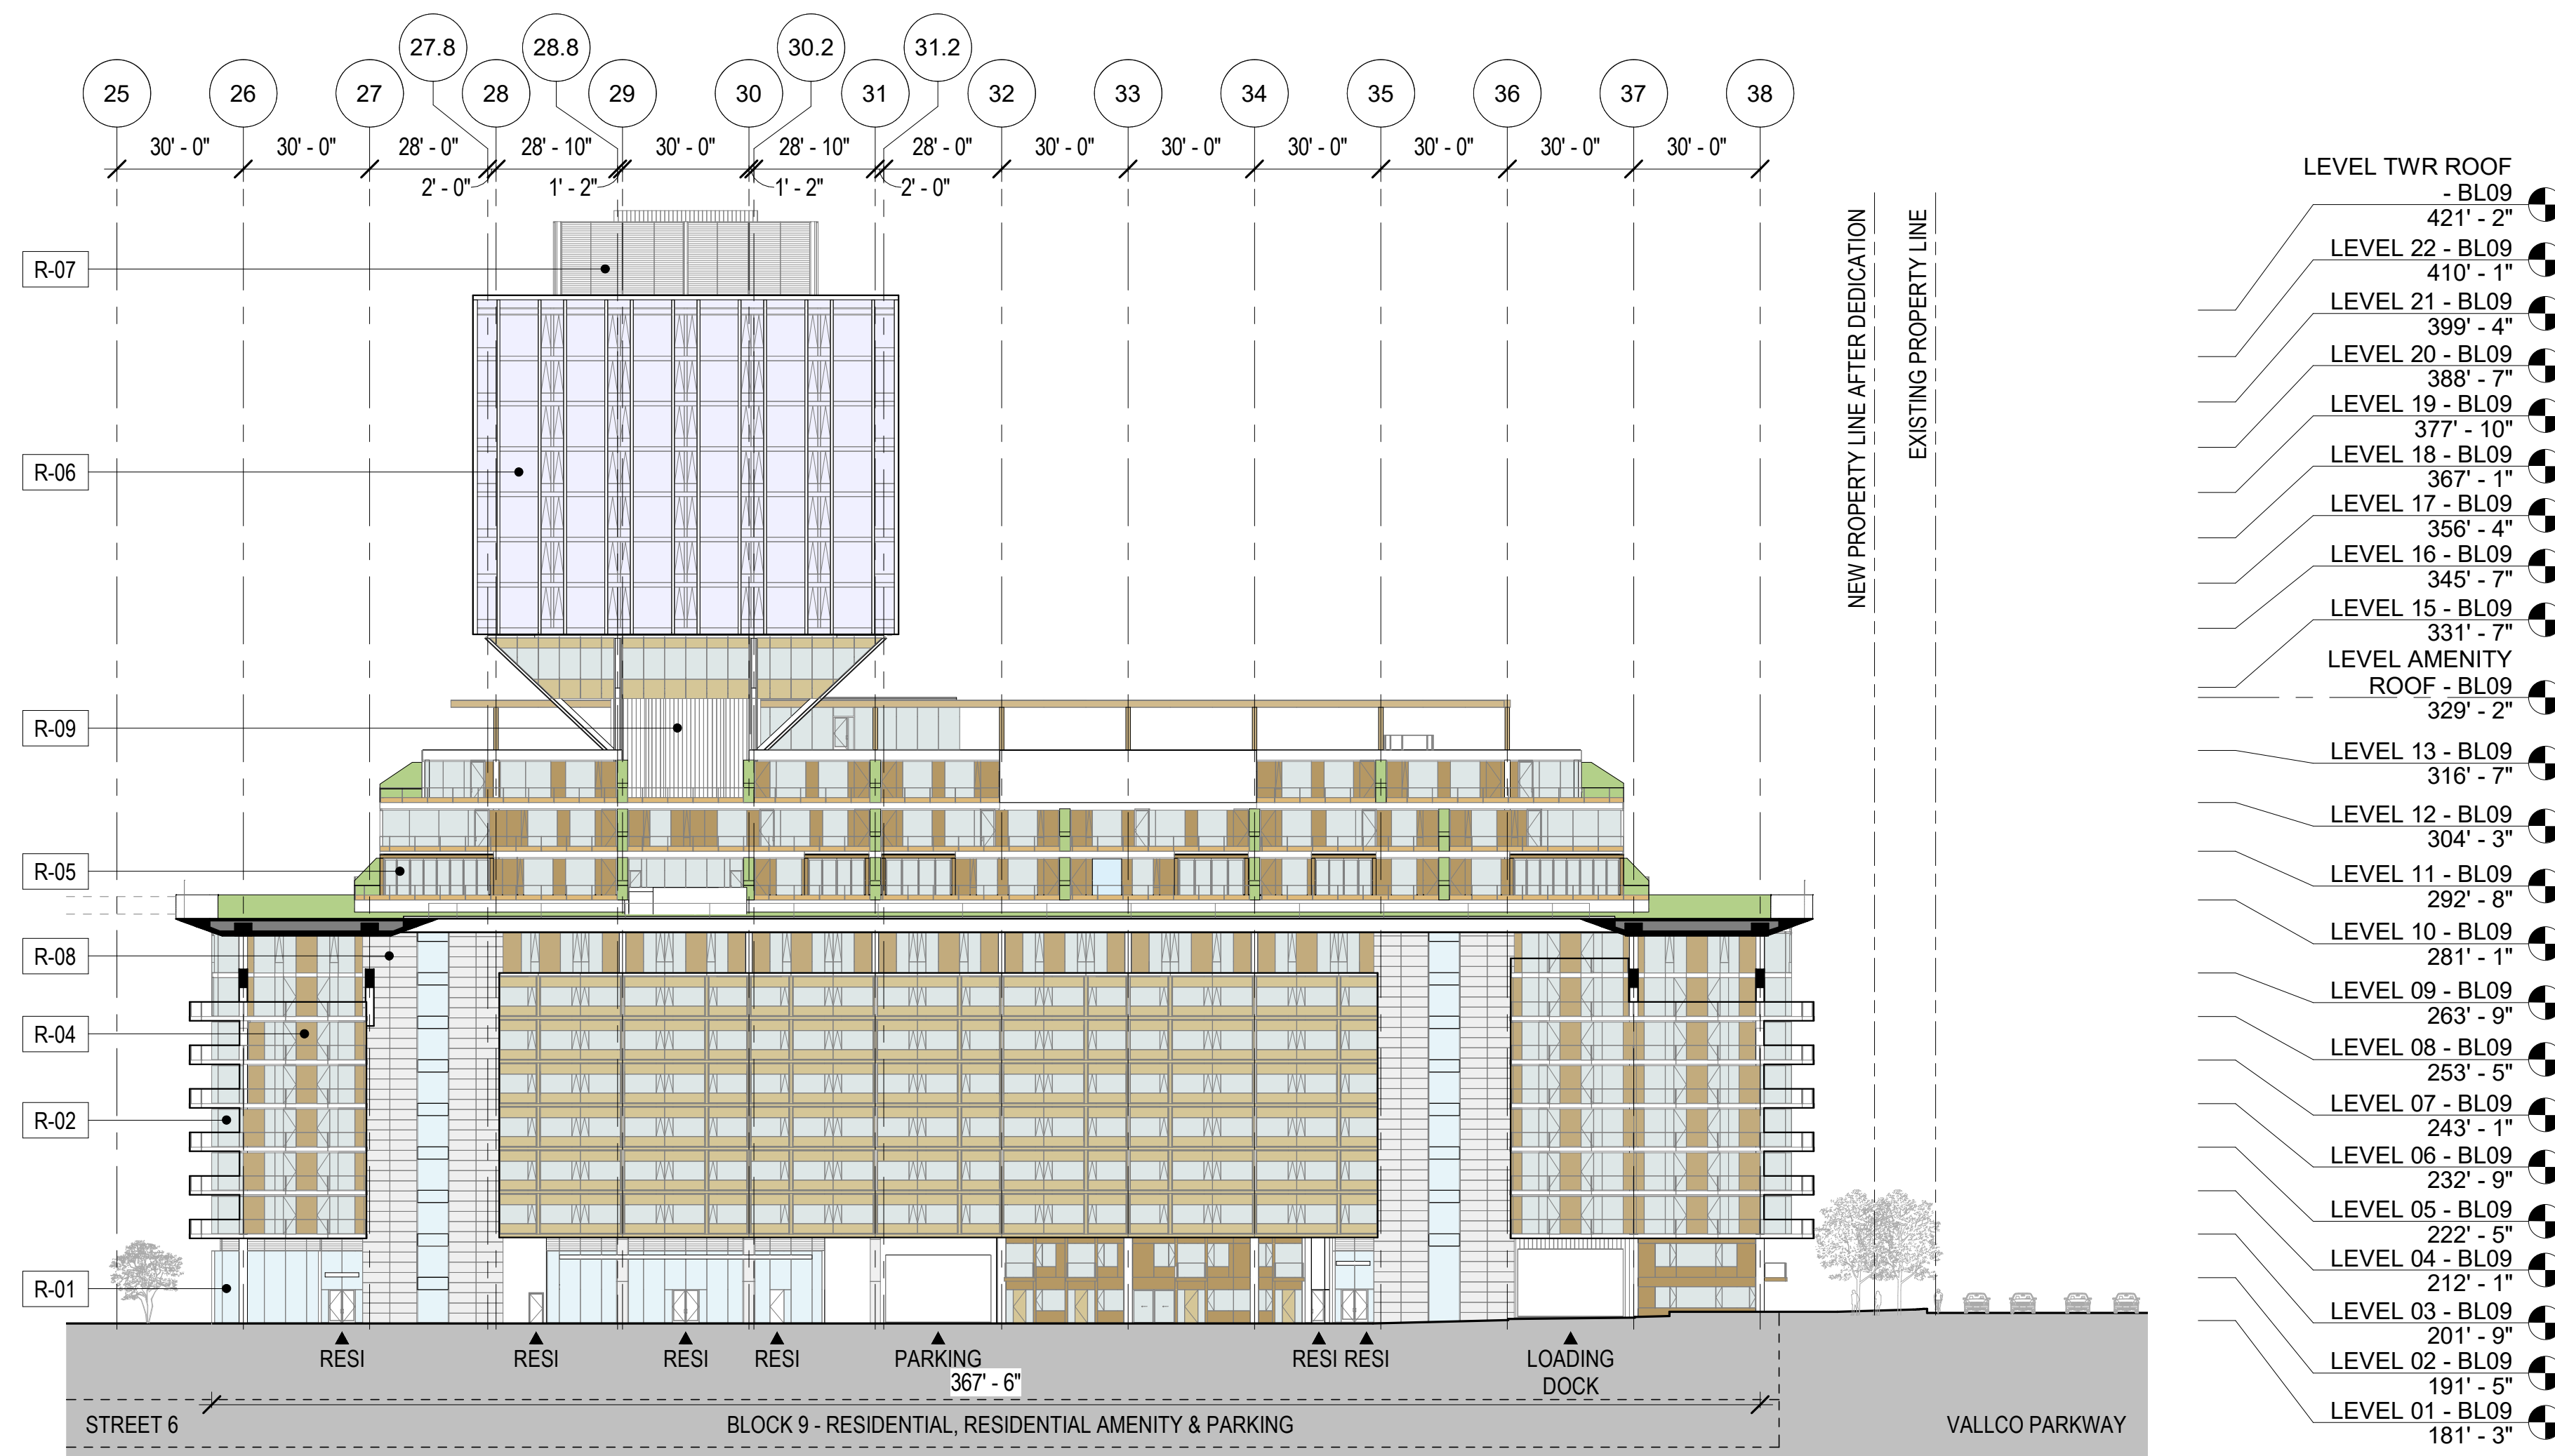 27.8 28.8 30.2 31.2
25 26 27 28 29 30 31 32 33 34 35 36 37 38
30' - 0" 30' - 0" 28' - 0" 28' - 10" 30' - 0" 28' - 10" 28' - 0" 30' - 0" 30' - 0" 30' - 0" 30' - 0" 30' - 0" 30' - 0"
2' - 0" 1' - 2" 1' - 2" 2' - 0"
NEW PROPERTY LINE AFTER DEDICATION
EXISTING PROPERTY LINE
R-07
R-06
R-09
R-05
R-08
R-04
R-02
R-01
LEVEL TWR ROOF
- BL09
421' - 2"
LEVEL 22 - BL09
410' - 1"
LEVEL 21 - BL09
399' - 4"
LEVEL 20 - BL09
388' - 7"
LEVEL 19 - BL09
377' - 10"
LEVEL 18 - BL09
367' - 1"
LEVEL 17 - BL09
356' - 4"
LEVEL 16 - BL09
345' - 7"
LEVEL 15 - BL09
331' - 7"
LEVEL AMENITY
ROOF - BL09
329' - 2"
LEVEL 13 - BL09
316' - 7"
LEVEL 12 - BL09
304' - 3"
LEVEL 11 - BL09
292' - 8"
LEVEL 10 - BL09
281' - 1"
LEVEL 09 - BL09
263' - 9"
LEVEL 08 - BL09
253' - 5"
LEVEL 07 - BL09
243' - 1"
LEVEL 06 - BL09
232' - 9"
LEVEL 05 - BL09
222' - 5"
LEVEL 04 - BL09
212' - 1"
LEVEL 03 - BL09
201' - 9"
LEVEL 02 - BL09
191' - 5"
LEVEL 01 - BL09
181' - 3"
RESI RESI RESI RESI PARKING RESI RESI LOADING
DOCK
367' - 6"
STREET 6 BLOCK 9 - RESIDENTIAL, RESIDENTIAL AMENITY & PARKING VALLCO PARKWAY